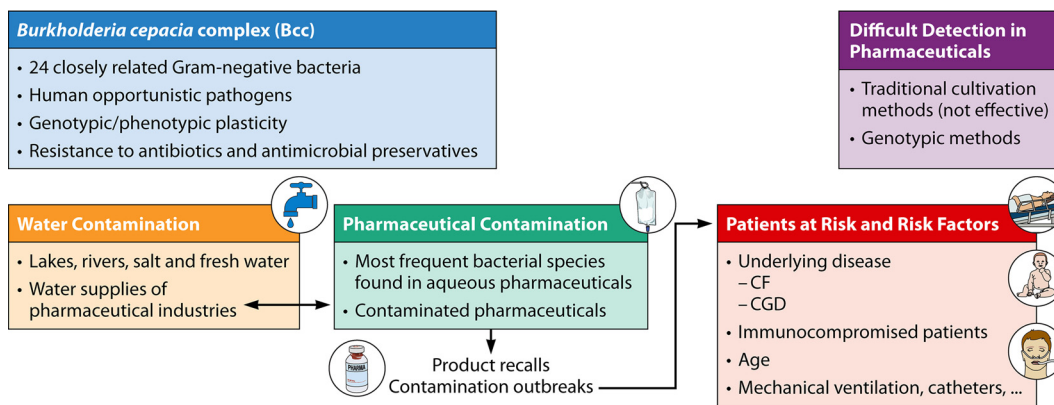 Burkholderia cepacia complex (Bcc)
• 24 closely related Gram-negative bacteria
• Human opportunistic pathogens
• Genotypic/phenotypic plasticity
• Resistance to antibiotics and antimicrobial preservatives
Difficult Detection in
Pharmaceuticals
• Traditional cultivation
methods (not effective)
• Genotypic methods
Water Contamination
• Lakes, rivers, salt and fresh water
• Water supplies of
pharmaceutical industries
Pharmaceutical Contamination
• Most frequent bacterial species
found in aqueous pharmaceuticals
• Contaminated pharmaceuticals
PHARMA
Product recalls
Contamination outbreaks
Patients at Risk and Risk Factors
• Underlying disease
– CF
– CGD
• Immunocompromised patients
• Age
• Mechanical ventilation, catheters, ...